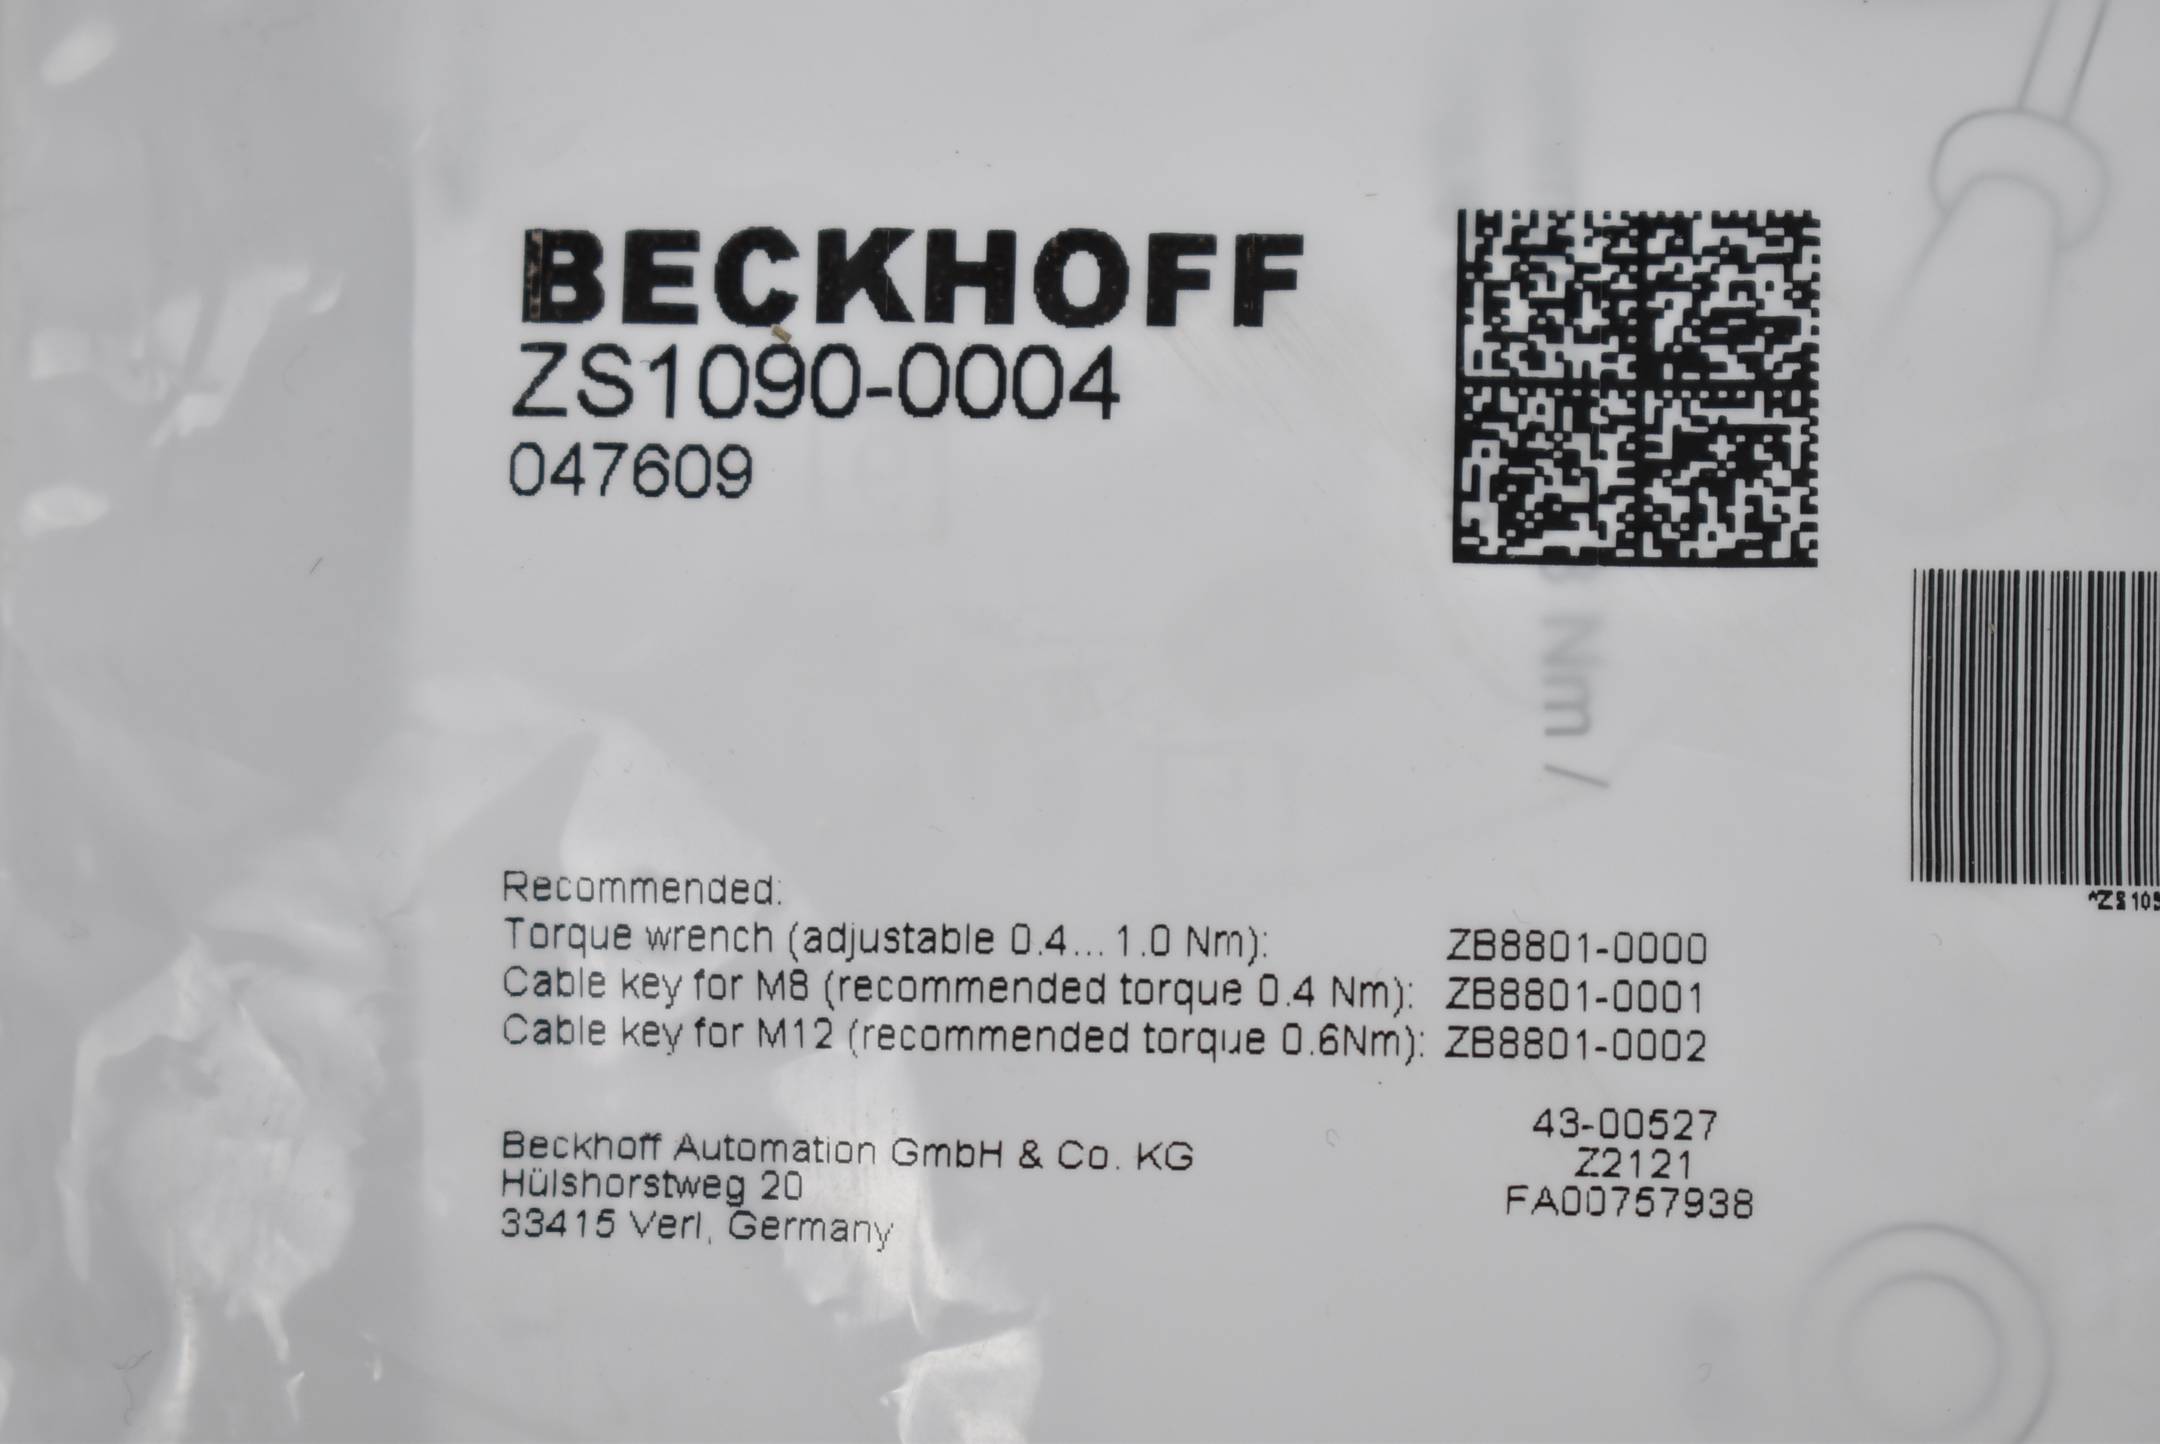 BECKHOFF
ZS1090-0004
047609
Nm /
*ZS109
Recommended:
Torque wrench (adjustable 0.4... 1.0 Nm): ZB8801-0000
Cable key for M8 (recommended torque 0.4 Nm): ZB8801-0001
Cable key for M12 (recommended torque 0.6Nm): ZB8801-0002
Beckhoff Automation GmbH & Co. KG
Hülshorstweg 20
33415 Verl, Germany
43-00527
Z2121
FA00757938